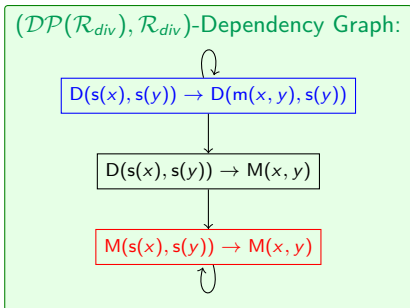 (𝒟𝒫(ℛ_div), ℛ_div)-Dependency Graph:
D(s(x), s(y)) → D(m(x, y), s(y))
D(s(x), s(y)) → M(x, y)
M(s(x), s(y)) → M(x, y)